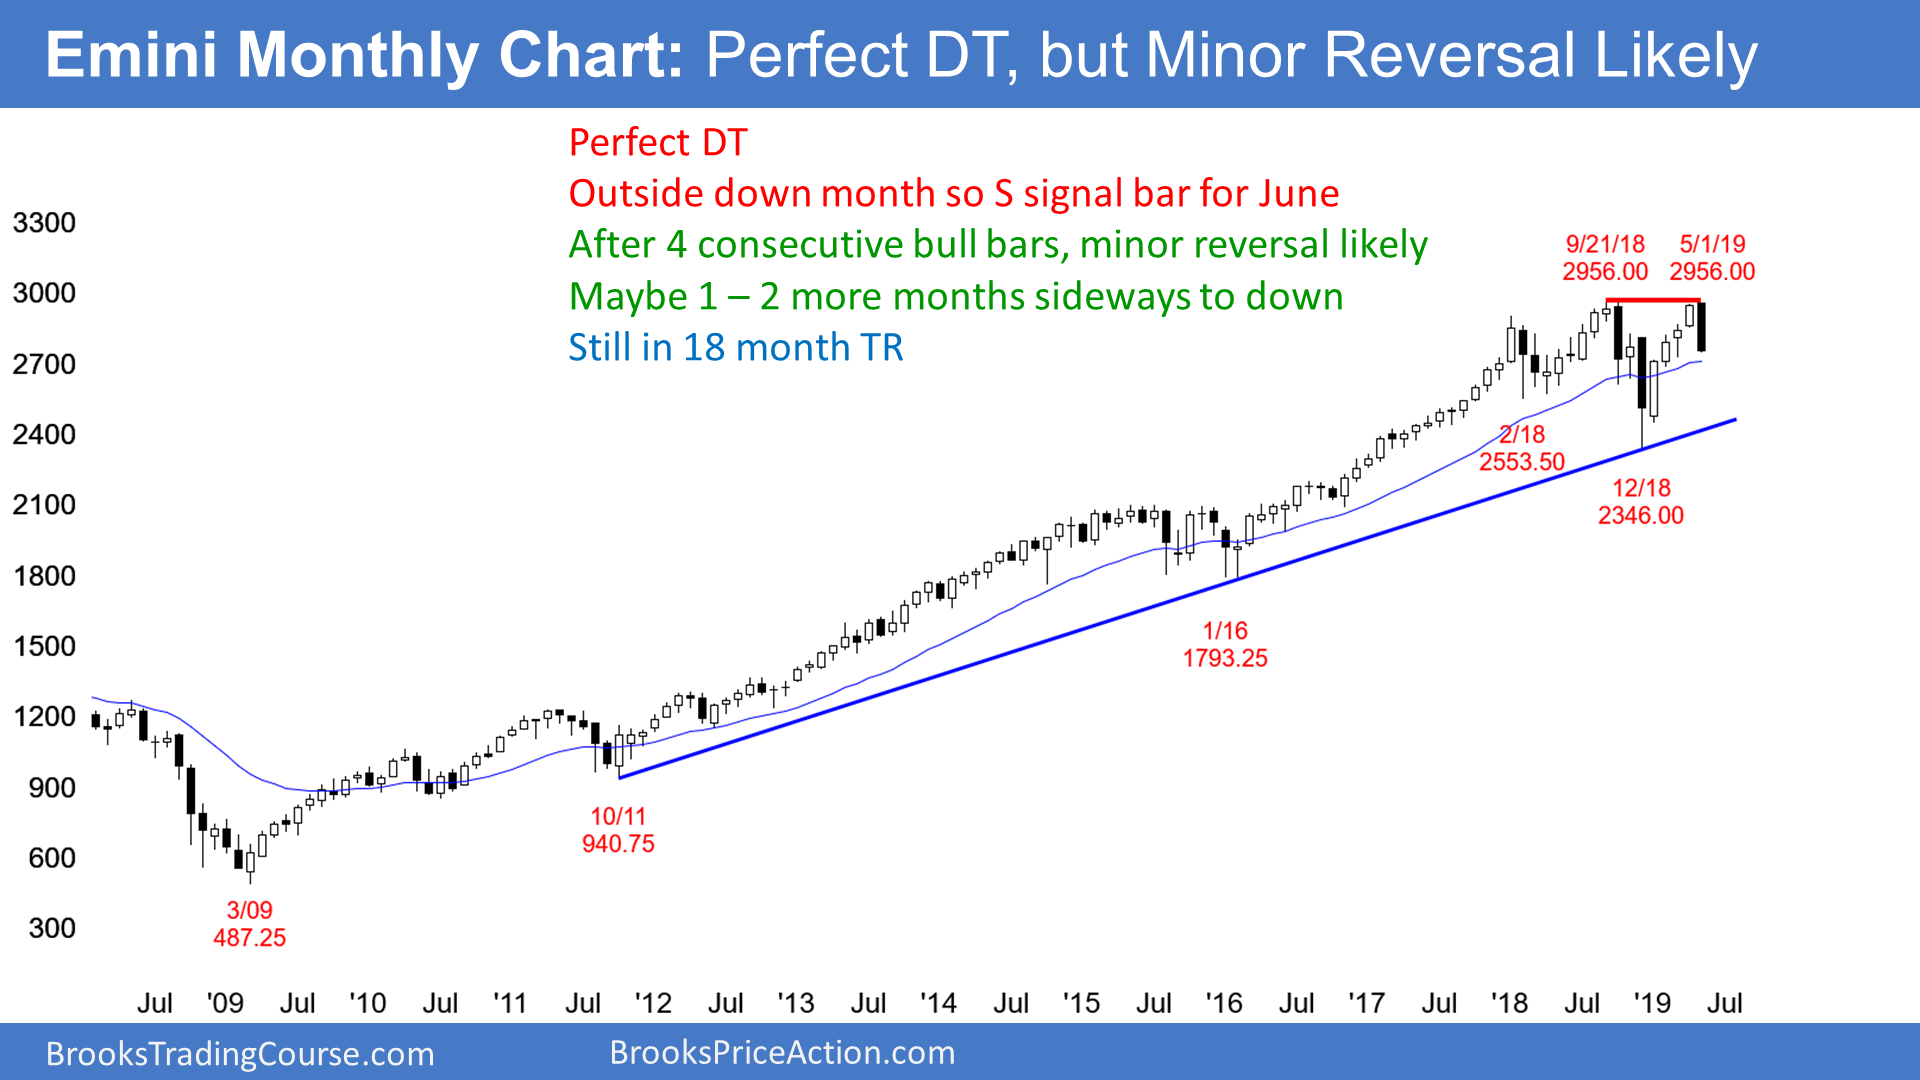 Emini Monthly Chart: Perfect DT, but Minor Reversal Likely
Perfect DT
Outside down month so S signal bar for June
After 4 consecutive bull bars, minor reversal likely
Maybe 1 – 2 more months sideways to down
Still in 18 month TR
3300
3000
2700
2400
2100
1800
1500
1200
900
600
300
9/21/18
2956.00
5/1/19
2956.00
2/18
2553.50
12/18
2346.00
1/16
1793.25
10/11
940.75
3/09
487.25
Jul '09 Jul '10 Jul '11 Jul '12 Jul '13 Jul '14 Jul '15 Jul '16 Jul '17 Jul '18 Jul '19 Jul
BrooksTradingCourse.com
BrooksPriceAction.com